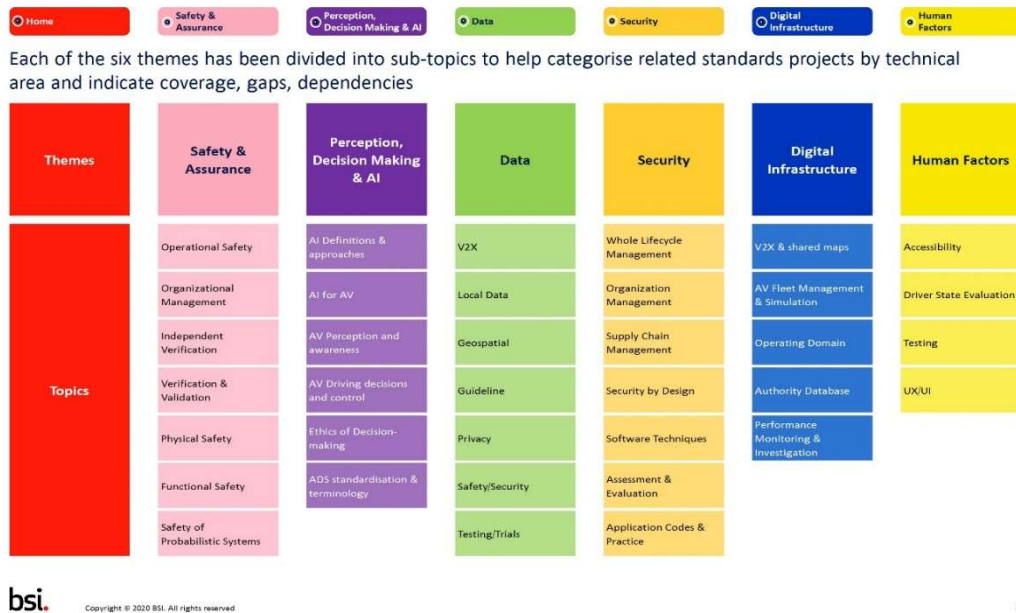 Home
Safety &
Assurance
Perception,
Decision Making & AI
Data
Security
Digital
Infrastructure
Human
Factors
Each of the six themes has been divided into sub-topics to help categorise related standards projects by technical
area and indicate coverage, gaps, dependencies
Themes
Safety &
Assurance
Perception,
Decision Making
& AI
Data
Security
Digital
Infrastructure
Human Factors
Topics
Operational Safety
Organizational
Management
Independent
Verification
Verification &
Validation
Physical Safety
Functional Safety
Safety of
Probabilistic Systems
AI Definitions &
approaches
AI for AV
AV Perception and
awareness
AV Driving decisions
and control
Ethics of Decision-
making
ADS standardisation &
terminology
V2X
Local Data
Geospatial
Guideline
Privacy
Safety/Security
Testing/Trials
Whole Lifecycle
Management
Organization
Management
Supply Chain
Management
Security by Design
Software Techniques
Assessment &
Evaluation
Application Codes &
Practice
V2X & shared maps
AV Fleet Management
& Simulation
Operating Domain
Authority Database
Performance
Monitoring &
Investigation
Accessibility
Driver State Evaluation
Testing
UX/UI
bsi.
Copyright © 2020 BSI. All rights reserved